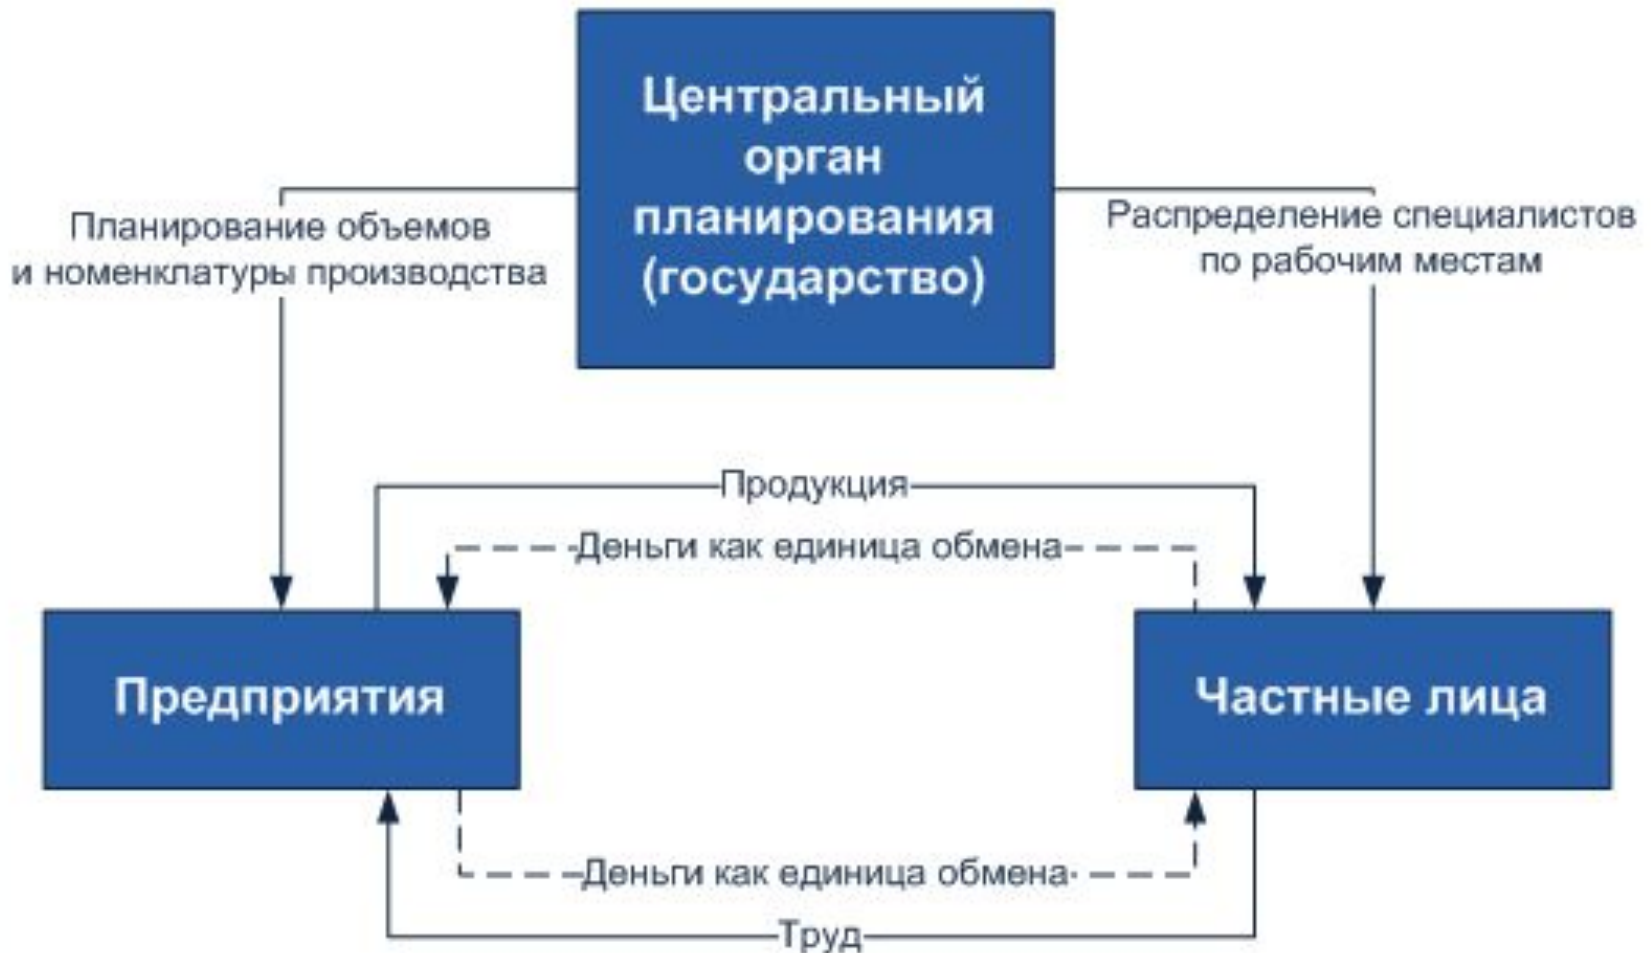 Центральный
орган
планирования
(государство)
Планирование объемов
и номенклатуры производства
Распределение специалистов
по рабочим местам
Продукция
Деньги как единица обмена
Предприятия
Частные лица
Деньги как единица обмена
Труд